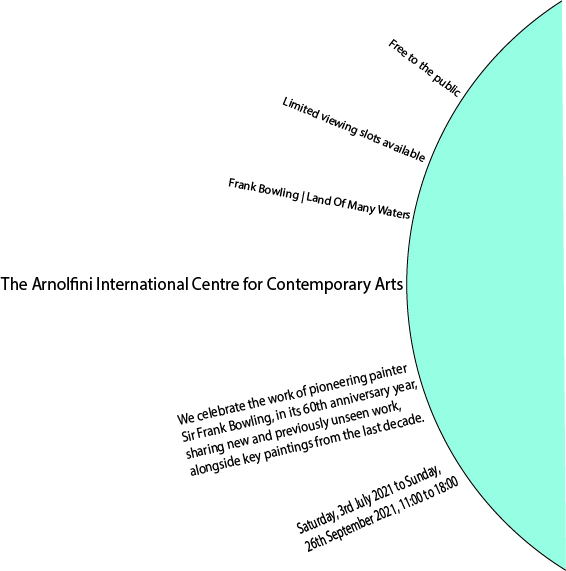 Free to the public
Limited viewing slots available
Frank Bowling | Land Of Many Waters
The Arnolfini International Centre for Contemporary Arts
We celebrate the work of pioneering painter
Sir Frank Bowling, in its 60th anniversary year,
sharing new and previously unseen work,
alongside key paintings from the last decade.
Saturday, 3rd July 2021 to Sunday,
26th September 2021, 11:00 to 18:00